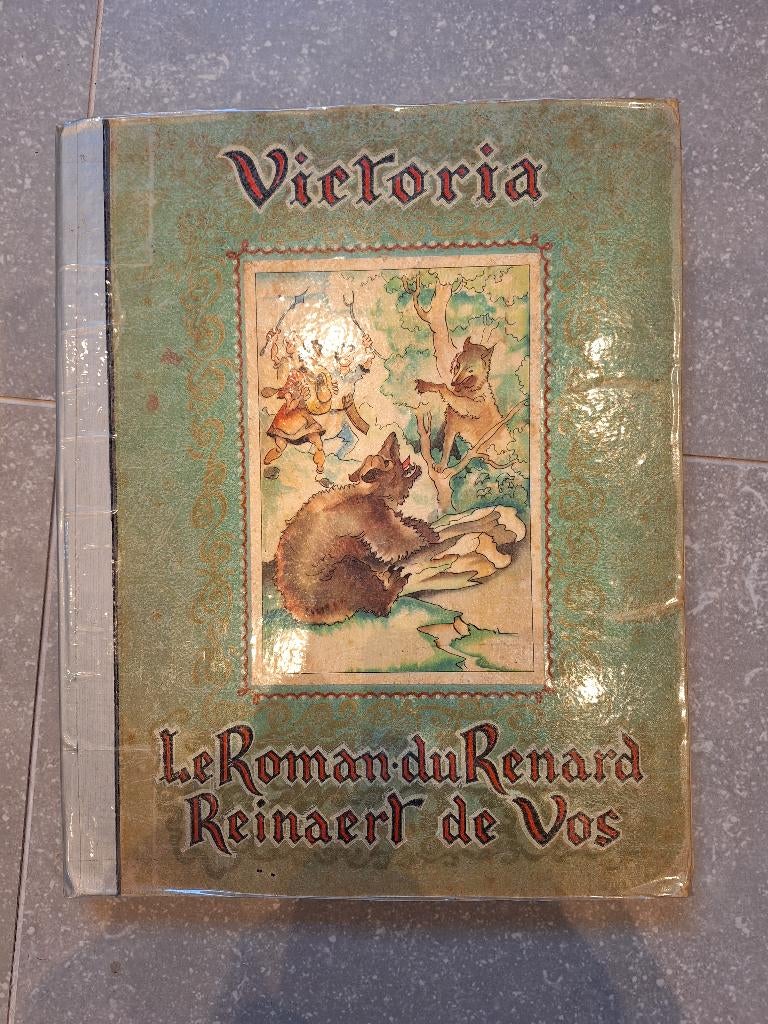 Victoria
Le Roman·du Renard
Reinaert de Vos